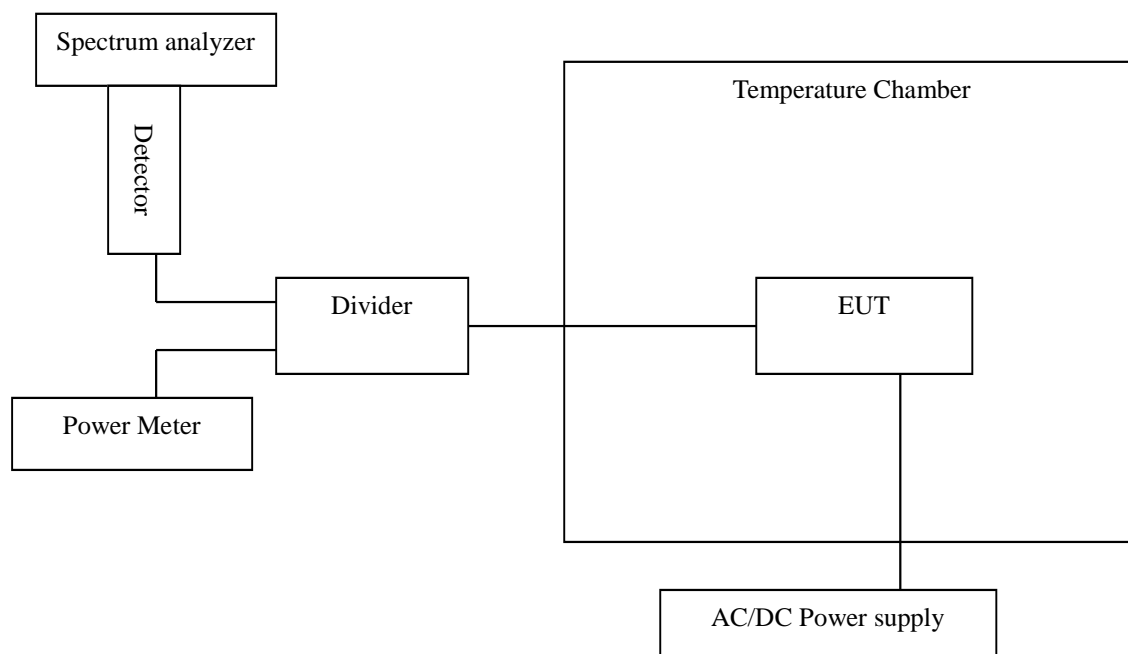 Spectrum analyzer
Temperature Chamber
Detector
Divider
EUT
Power Meter
AC/DC Power supply